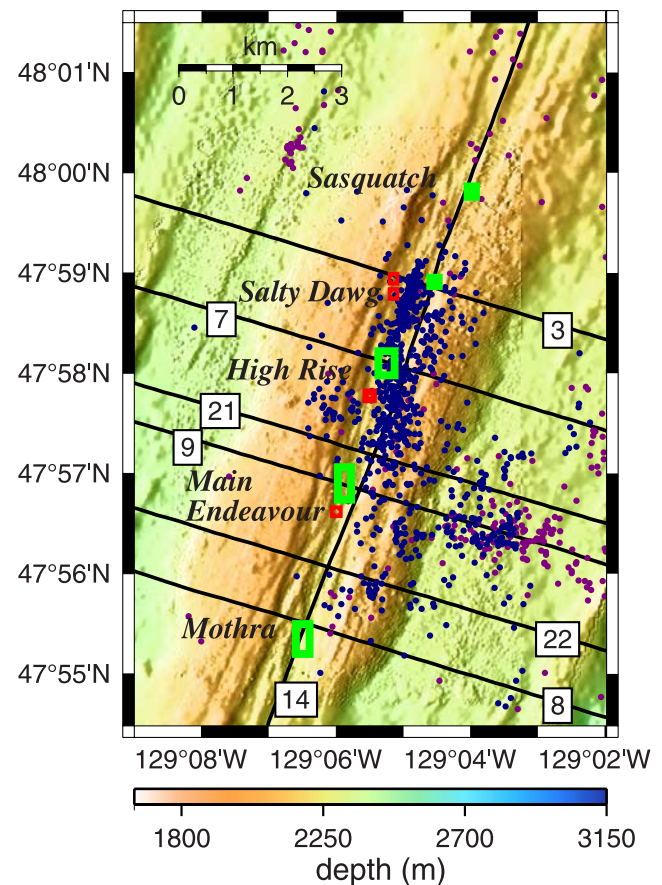 km
0 1 2 3
48°01'N
48°00'N
47°59'N
47°58'N
47°57'N
47°56'N
47°55'N
Sasquatch
Salty Dawg
7
3
High Rise
21
9
Main
Endeavour
Mothra
22
14
8
129°08'W 129°06'W 129°04'W 129°02'W
1800 2250 2700 3150
depth (m)